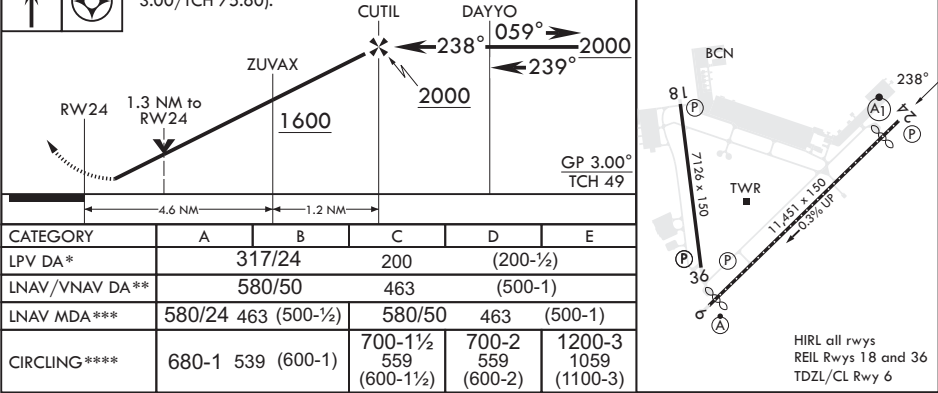 3.00/TCH 75.60).
CUTIL
DAYYO
059°
238°
2000
239°
ZUVAX
2000
RW24
1.3 NM to
RW24
1600
GP 3.00°
TCH 49
4.6 NM
1.2 NM
CATEGORY A B C D E
LPV DA* 317/24 200 (200-½)
LNAV/VNAV DA** 580/50 463 (500-1)
LNAV MDA*** 580/24 463 (500-½) 580/50 463 (500-1)
CIRCLING**** 680-1 539 (600-1) 700-1½ 559 (600-1½) 700-2 559 (600-2) 1200-3 1059 (1100-3)
BCN
238°
18
P
A1
24
P
7126 x 150
TWR
11,451 x 150
0.3% UP
P
P
36
6
A
HIRL all rwys
REIL Rwys 18 and 36
TDZL/CL Rwy 6